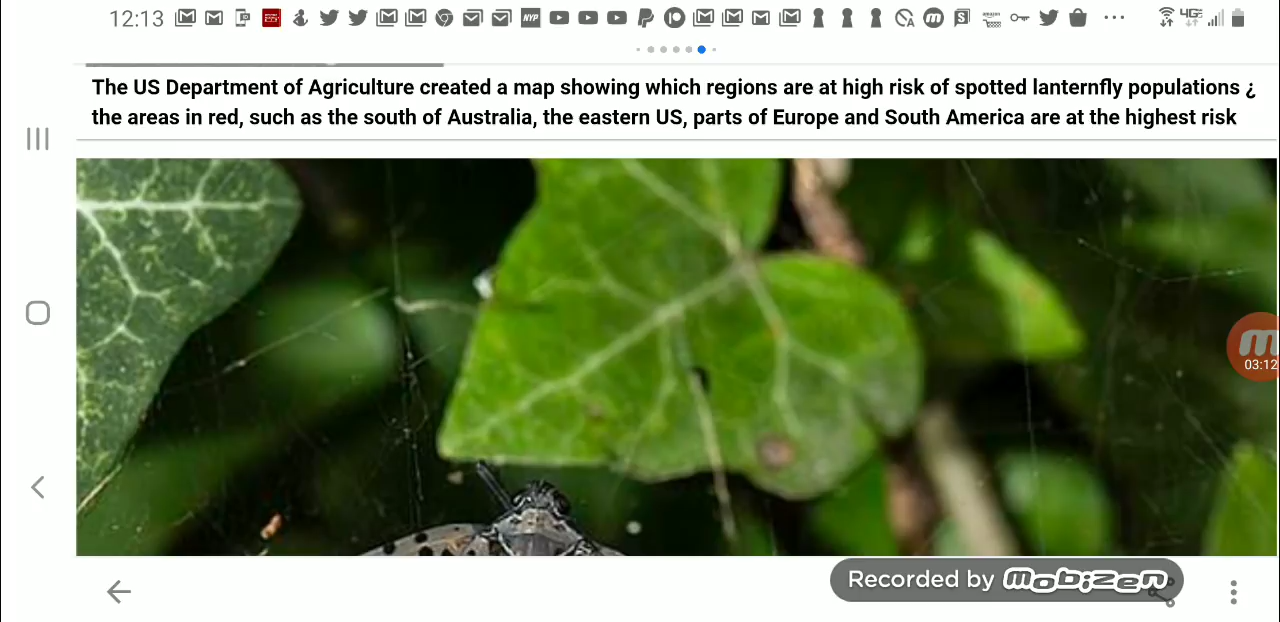 12:13
NYP
4GE
The US Department of Agriculture created a map showing which regions are at high risk of spotted lanternfly populations ¿
the areas in red, such as the south of Australia, the eastern US, parts of Europe and South America are at the highest risk
m
03:12
Recorded by mobizen